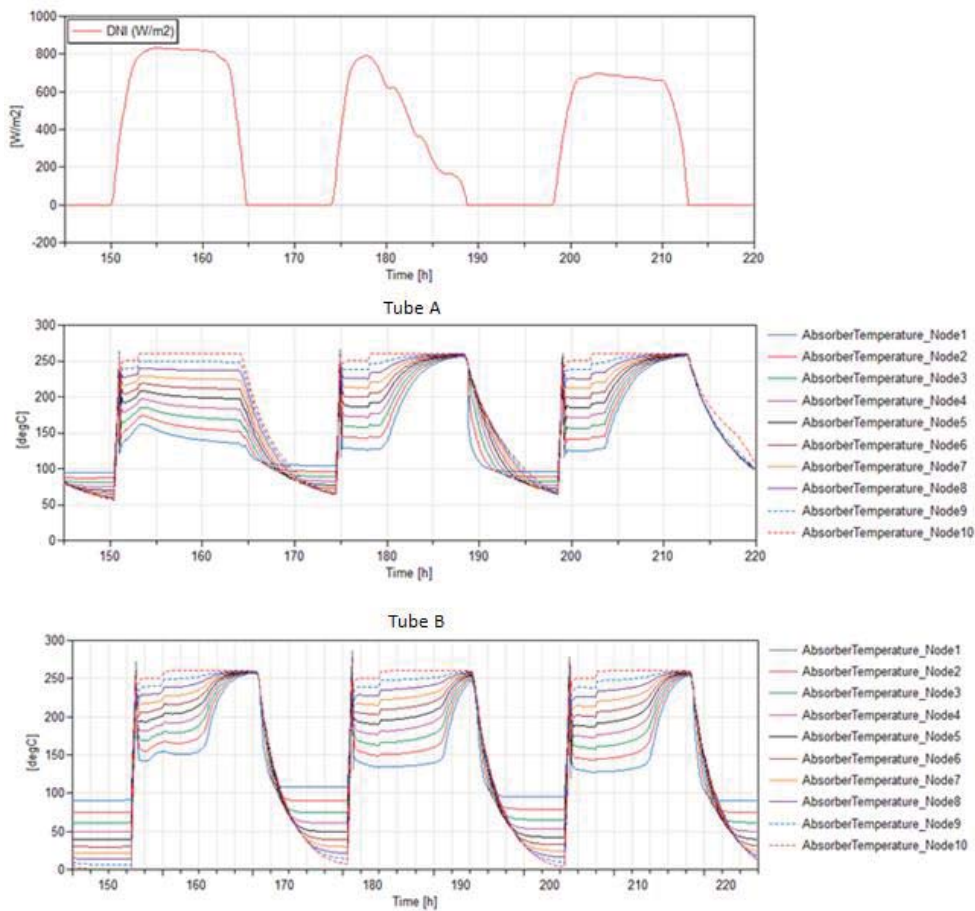 1000
800
600
400
200
0
-200
[W/m2]
DNI (W/m2)
150 160 170 180 190 200 210 220
Time [h]
Tube A
300
250
200
150
100
50
0
[degC]
150 160 170 180 190 200 210 220
Time [h]
AbsorberTemperature_Node1
AbsorberTemperature_Node2
AbsorberTemperature_Node3
AbsorberTemperature_Node4
AbsorberTemperature_Node5
AbsorberTemperature_Node6
AbsorberTemperature_Node7
AbsorberTemperature_Node8
AbsorberTemperature_Node9
AbsorberTemperature_Node10
Tube B
300
250
200
150
100
50
0
[degC]
150 160 170 180 190 200 210 220
Time [h]
AbsorberTemperature_Node1
AbsorberTemperature_Node2
AbsorberTemperature_Node3
AbsorberTemperature_Node4
AbsorberTemperature_Node5
AbsorberTemperature_Node6
AbsorberTemperature_Node7
AbsorberTemperature_Node8
AbsorberTemperature_Node9
AbsorberTemperature_Node10